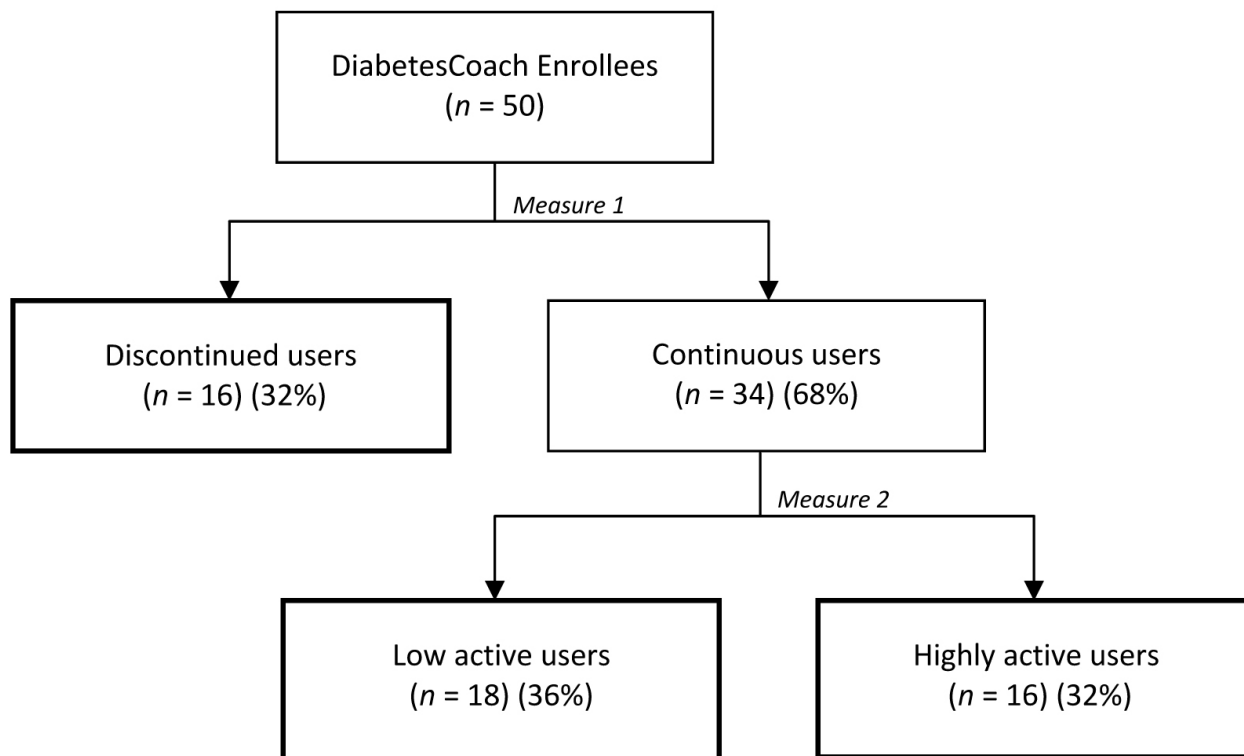 DiabetesCoach Enrollees
(n = 50)
Measure 1
Discontinued users
(n = 16) (32%)
Continuous users
(n = 34) (68%)
Measure 2
Low active users
(n = 18) (36%)
Highly active users
(n = 16) (32%)